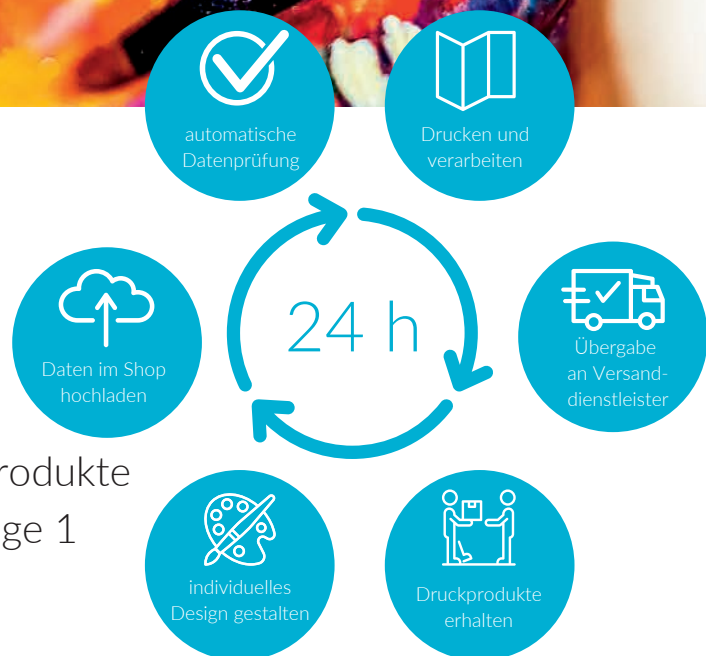 automatische
Datenprüfung
Drucken und
verarbeiten
Daten im Shop
hochladen
24 h
Übergabe
an Versand-
dienstleister
rodukte
ge 1
individuelles
Design gestalten
Druckprodukte
erhalten